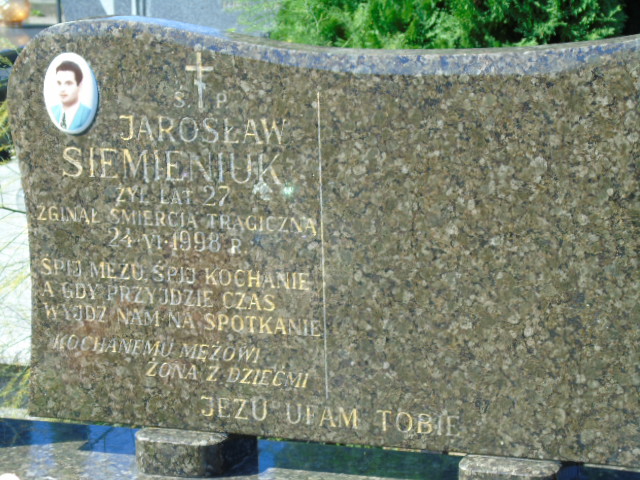 Ś P
JAROSŁAW
SIEMIENIUK
ŻYŁ LAT 27
ZGINĄŁ ŚMIERCIĄ TRAGICZNĄ
24·VI·1998 R
ŚPIJ MĘŻU, ŚPIJ KOCHANIE
A GDY PRZYJDZIE CZAS
WYJDŹ NAM NA SPOTKANIE
KOCHANEMU MĘŻOWI
ŻONA Z DZIEĆMI
JEZU UFAM TOBIE